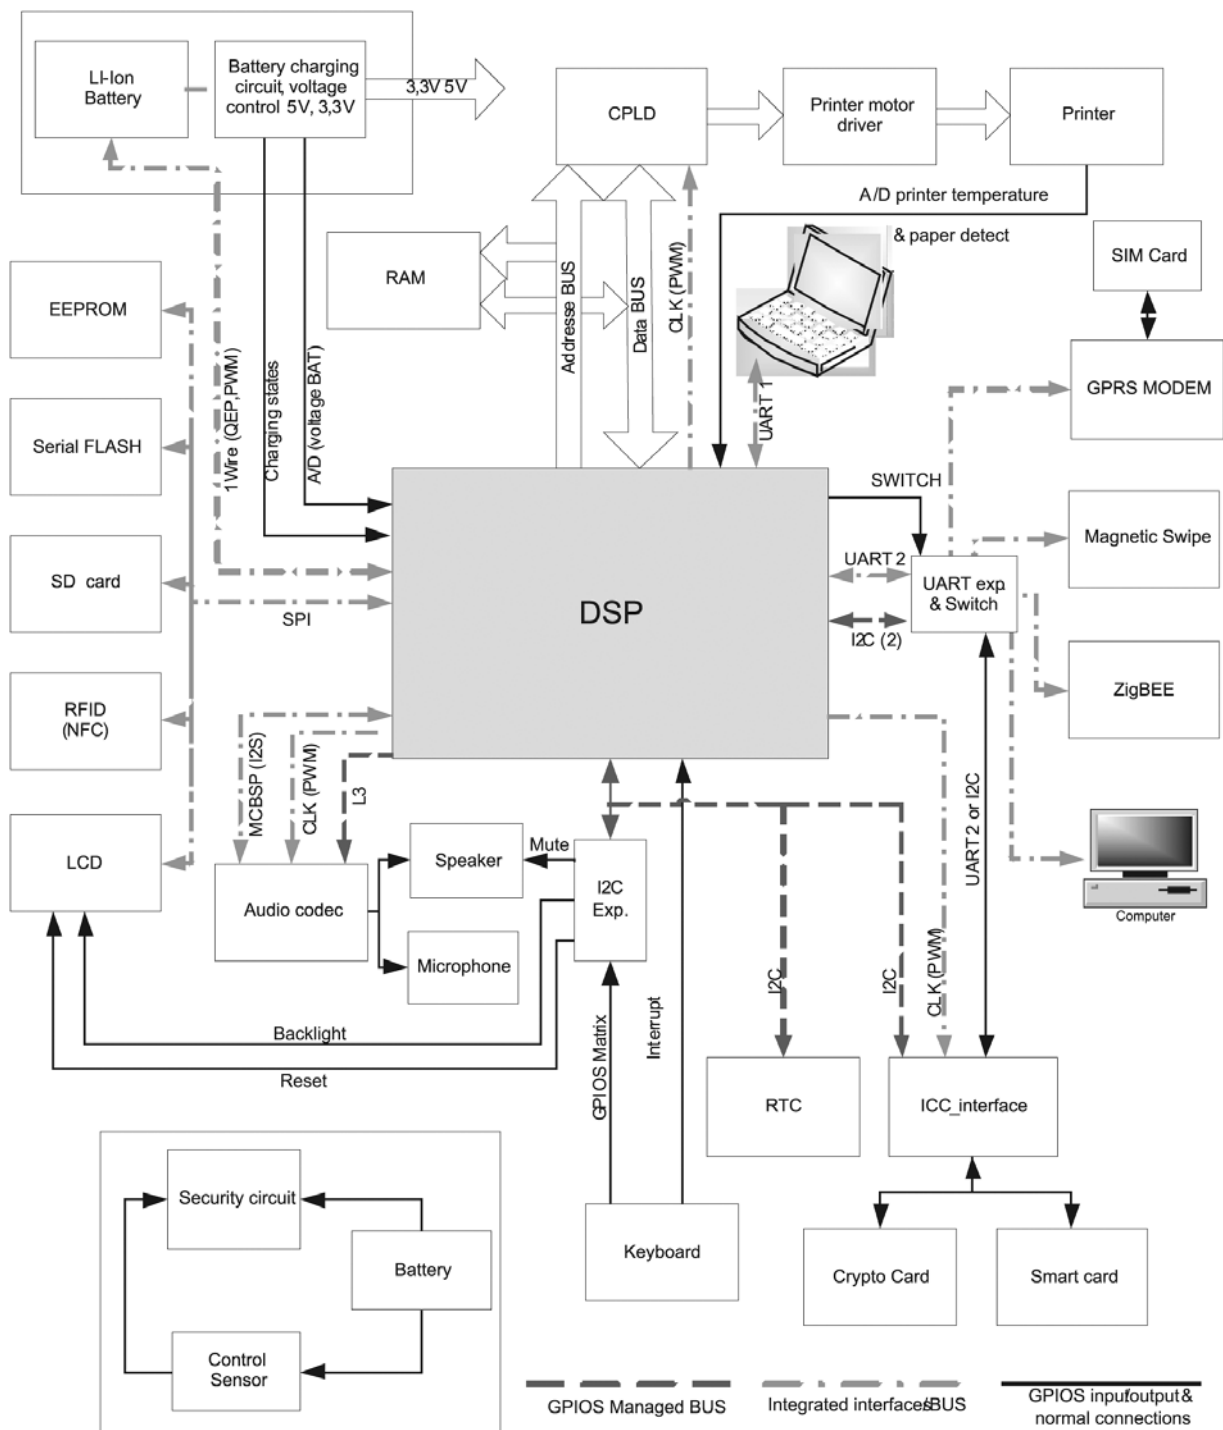 LI-Ion
Battery
Battery charging
circuit, voltage
control 5V, 3,3V
3,3V 5V
CPLD
Printer motor
driver
Printer
A/D printer temperature
& paper detect
SIM Card
RAM
EEPROM
Addresse BUS
Data BUS
CLK (PWM)
UART 1
GPRS MODEM
Serial FLASH
1Wire (QEP,PWM)
Charging states
A/D (voltage BAT)
SWITCH
Magnetic Swipe
SD card
SPI
DSP
UART 2
I2C (2)
UART exp.
& Switch
RFID
(NFC)
ZigBEE
MCBSP (I2S)
CLK (PWM)
L3
UART2 or I2C
LCD
Speaker
Mute
I2C
Exp.
Audio codec
Microphone
Computer
I2C
I2C
CLK (PWM)
Backlight
Reset
GPIOS Matrix
Interrupt
RTC
ICC_interface
Security circuit
Battery
Control
Sensor
Keyboard
Crypto Card
Smart card
GPIOS Managed BUS
Integrated interfaces/BUS
GPIOS input/output &
normal connections